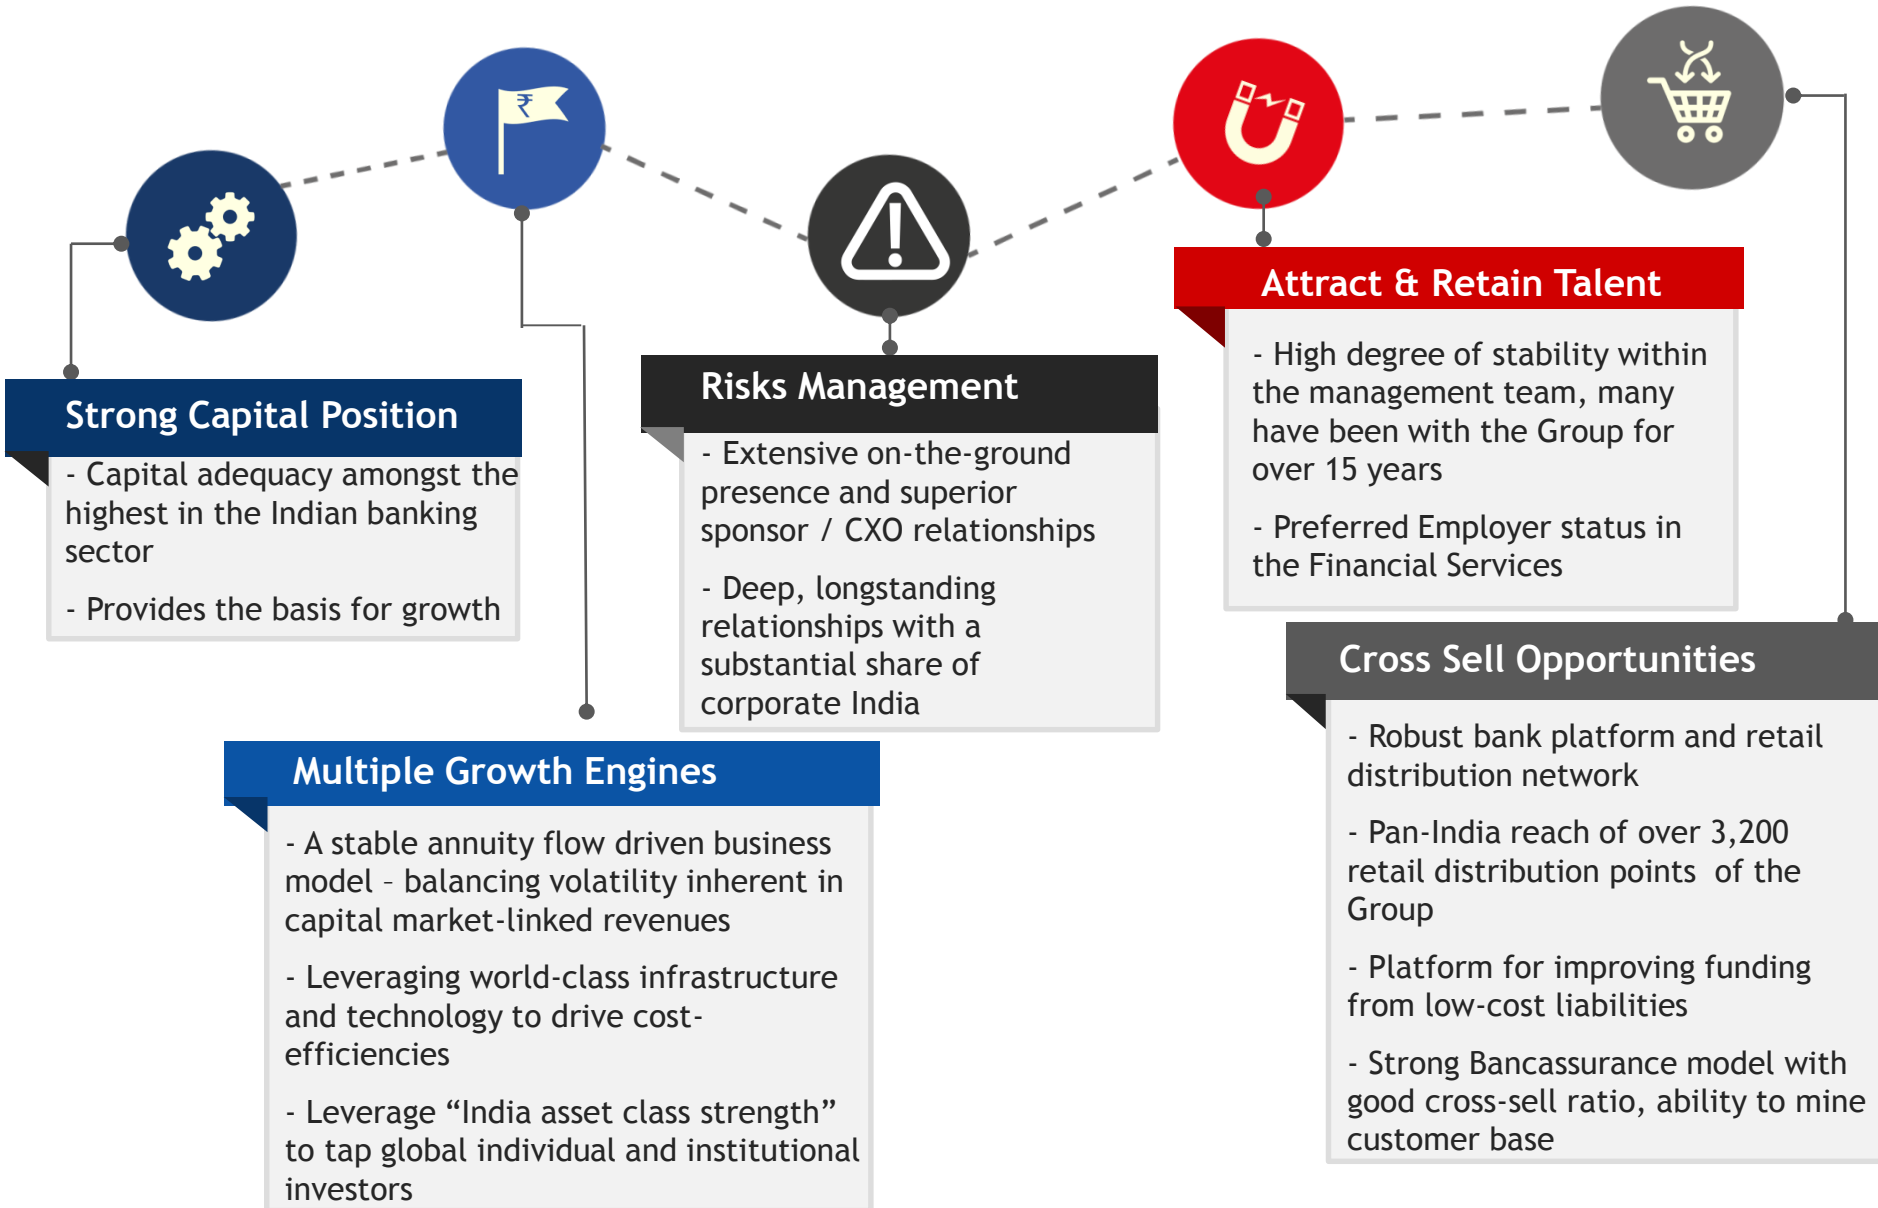 ₹
Strong Capital Position
- Capital adequacy amongst the
highest in the Indian banking
sector
- Provides the basis for growth
Multiple Growth Engines
- A stable annuity flow driven business
model – balancing volatility inherent in
capital market-linked revenues
- Leveraging world-class infrastructure
and technology to drive cost-
efficiencies
- Leverage “India asset class strength”
to tap global individual and institutional
investors
Risks Management
- Extensive on-the-ground
presence and superior
sponsor / CXO relationships
- Deep, longstanding
relationships with a
substantial share of
corporate India
Attract & Retain Talent
- High degree of stability within
the management team, many
have been with the Group for
over 15 years
- Preferred Employer status in
the Financial Services
Cross Sell Opportunities
- Robust bank platform and retail
distribution network
- Pan-India reach of over 3,200
retail distribution points  of the
Group
- Platform for improving funding
from low-cost liabilities
- Strong Bancassurance model with
good cross-sell ratio, ability to mine
customer base